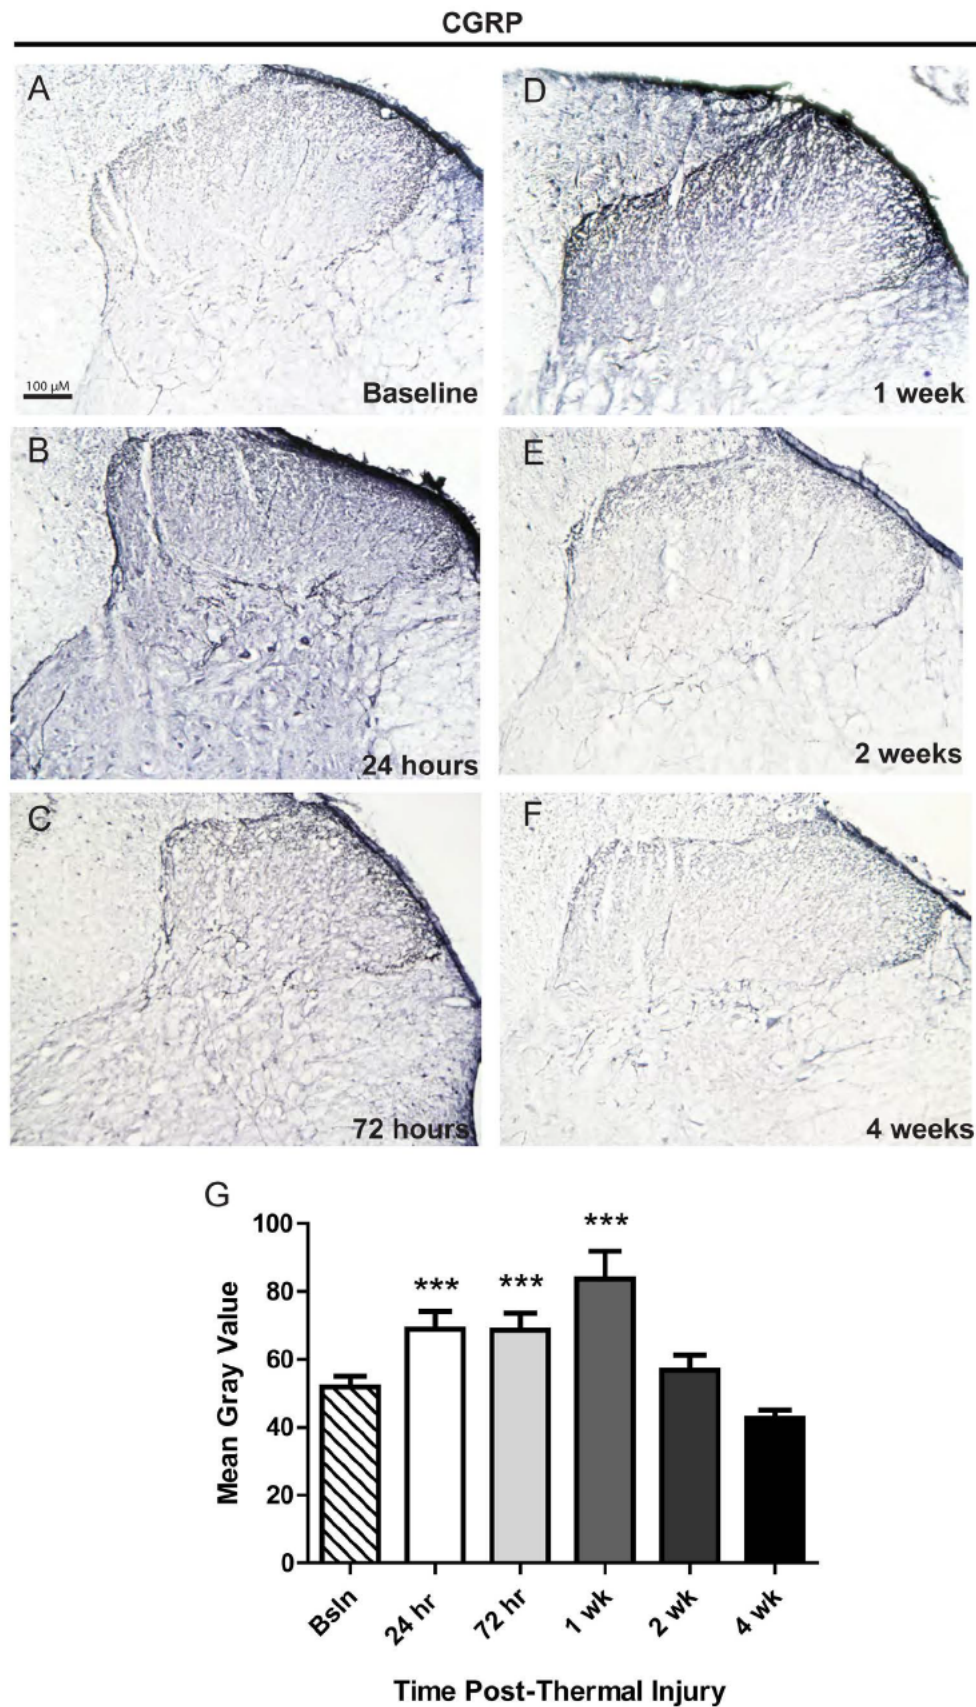 CGRP
A
Baseline
100 µM
B
24 hours
C
72 hours
D
1 week
E
2 weeks
F
4 weeks
G
Mean Gray Value
100
80
60
40
20
0
***
***
***
Bsln
24 hr
72 hr
1 wk
2 wk
4 wk
Time Post-Thermal Injury